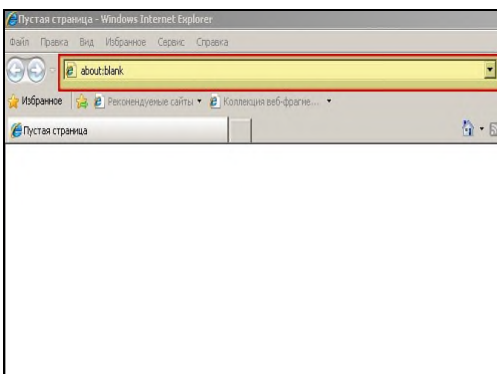 Пустая страница - Windows Internet Explorer
Файл Правка Вид Избранное Сервис Справка
about:blank
Избранное Рекомендуемые сайты Коллекция веб-фрагме...
Пустая страница